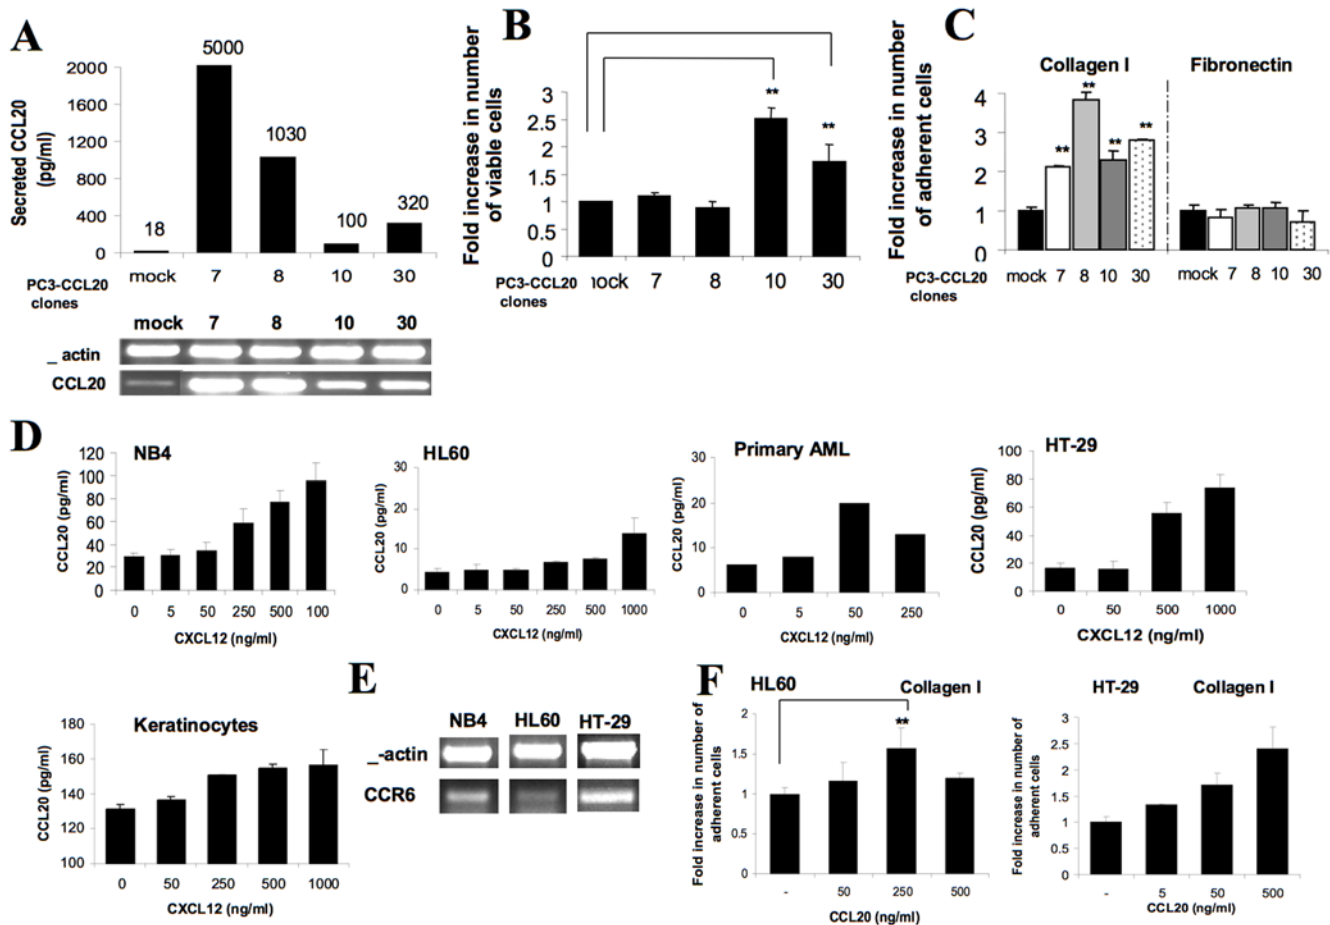 A
Secreted CCL20
(pg/ml)
2000
1600
1200
800
400
0
18
5000
1030
100
320
mock 7 8 10 30
PC3-CCL20
clones
mock 7 8 10 30
_ actin
CCL20
B
Fold increase in number
of viable cells
3
2.5
2
1.5
1
0.5
0
** **
nock 7 8 10 30
PC3-CCL20
clones
C
Fold increase in number
of adherent cells
Collagen I Fibronectin
4
3
2
1
0
** ** ** **
mock 7 8 10 30 mock 7 8 10 30
PC3-CCL20
clones
D
NB4
CCL20 (pg/ml)
120
100
80
60
40
20
0
0 5 50 250 500 100
CXCL12 (ng/ml)
HL60
CCL20 (pg/ml)
30
20
10
0
0 5 50 250 500 1000
CXCL12 (ng/ml)
Primary AML
CCL20 (pg/ml)
30
20
10
0
0 5 50 250
CXCL12 (ng/ml)
HT-29
CCL20 (pg/ml)
100
80
60
40
20
0
0 50 500 1000
CXCL12 (ng/ml)
Keratinocytes
CCL20 (pg/ml)
180
160
140
120
100
0 50 250 500 1000
CXCL12 (ng/ml)
E
NB4 HL60 HT-29
_-actin
CCR6
F
HL60 Collagen I
Fold increase in number of
adherent cells
2
1.5
1
0.5
0
**
- 50 250 500
CCL20 (ng/ml)
HT-29 Collagen I
Fold increase in number of
adherent cells
3
2.5
2
1.5
1
0.5
0
- 5 50 500
CCL20 (ng/ml)